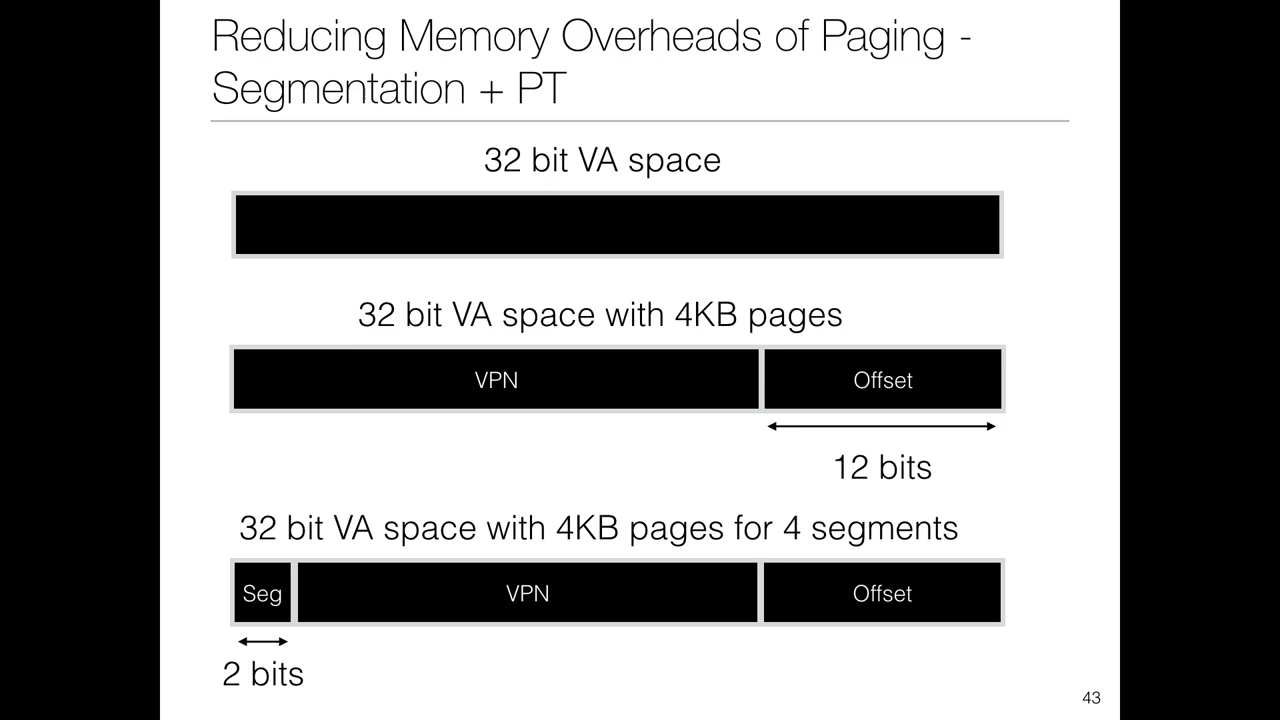 Reducing Memory Overheads of Paging -
Segmentation + PT
32 bit VA space
32 bit VA space with 4KB pages
VPN Offset
12 bits
32 bit VA space with 4KB pages for 4 segments
Seg VPN Offset
2 bits
43